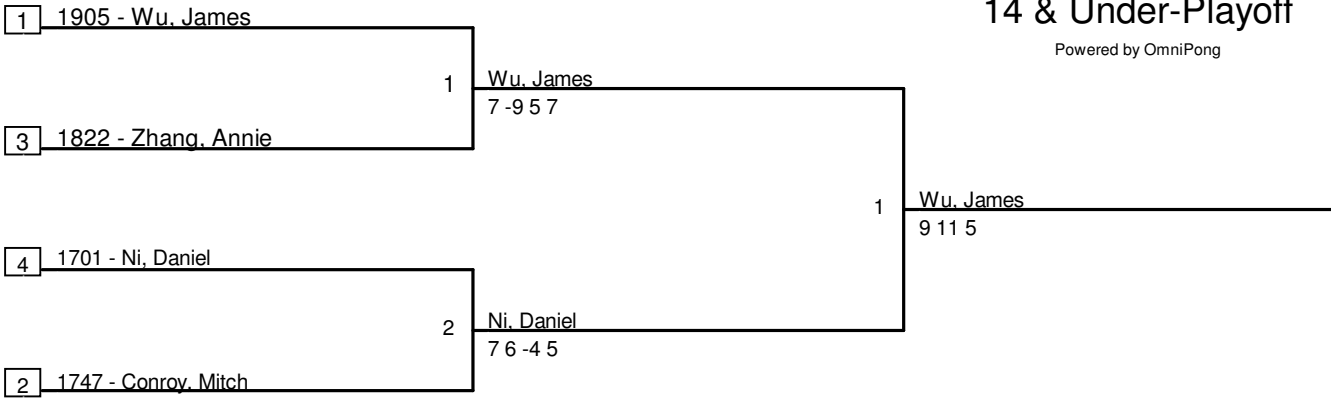 14 & Under-Playoff
Powered by OmniPong
1 1905 - Wu, James
1 Wu, James
7 -9 5 7
3 1822 - Zhang, Annie
1 Wu, James
9 11 5
4 1701 - Ni, Daniel
2 Ni, Daniel
7 6 -4 5
2 1747 - Conroy, Mitch